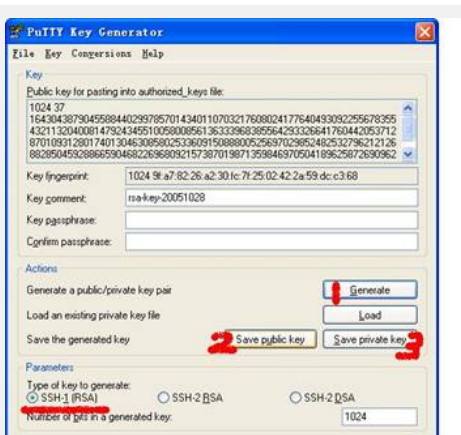 PuTTY Key Generator
File Key Conversions Help
Key
Public key for pasting into authorized_keys file:
1024 37
Key fingerprint: 1024 9f:a7:82:26:a2:30:fc:7f:25:02:42:2a:59:dc:c3:68
Key comment: rsa-key-20051028
Key passphrase:
Confirm passphrase:
Actions
Generate a public/private key pair
1 Generate
Load an existing private key file
Load
Save the generated key
2 Save public key
Save private key 3
Parameters
Type of key to generate:
SSH-1 (RSA) SSH-2 RSA SSH-2 DSA
Number of bits in a generated key: 1024